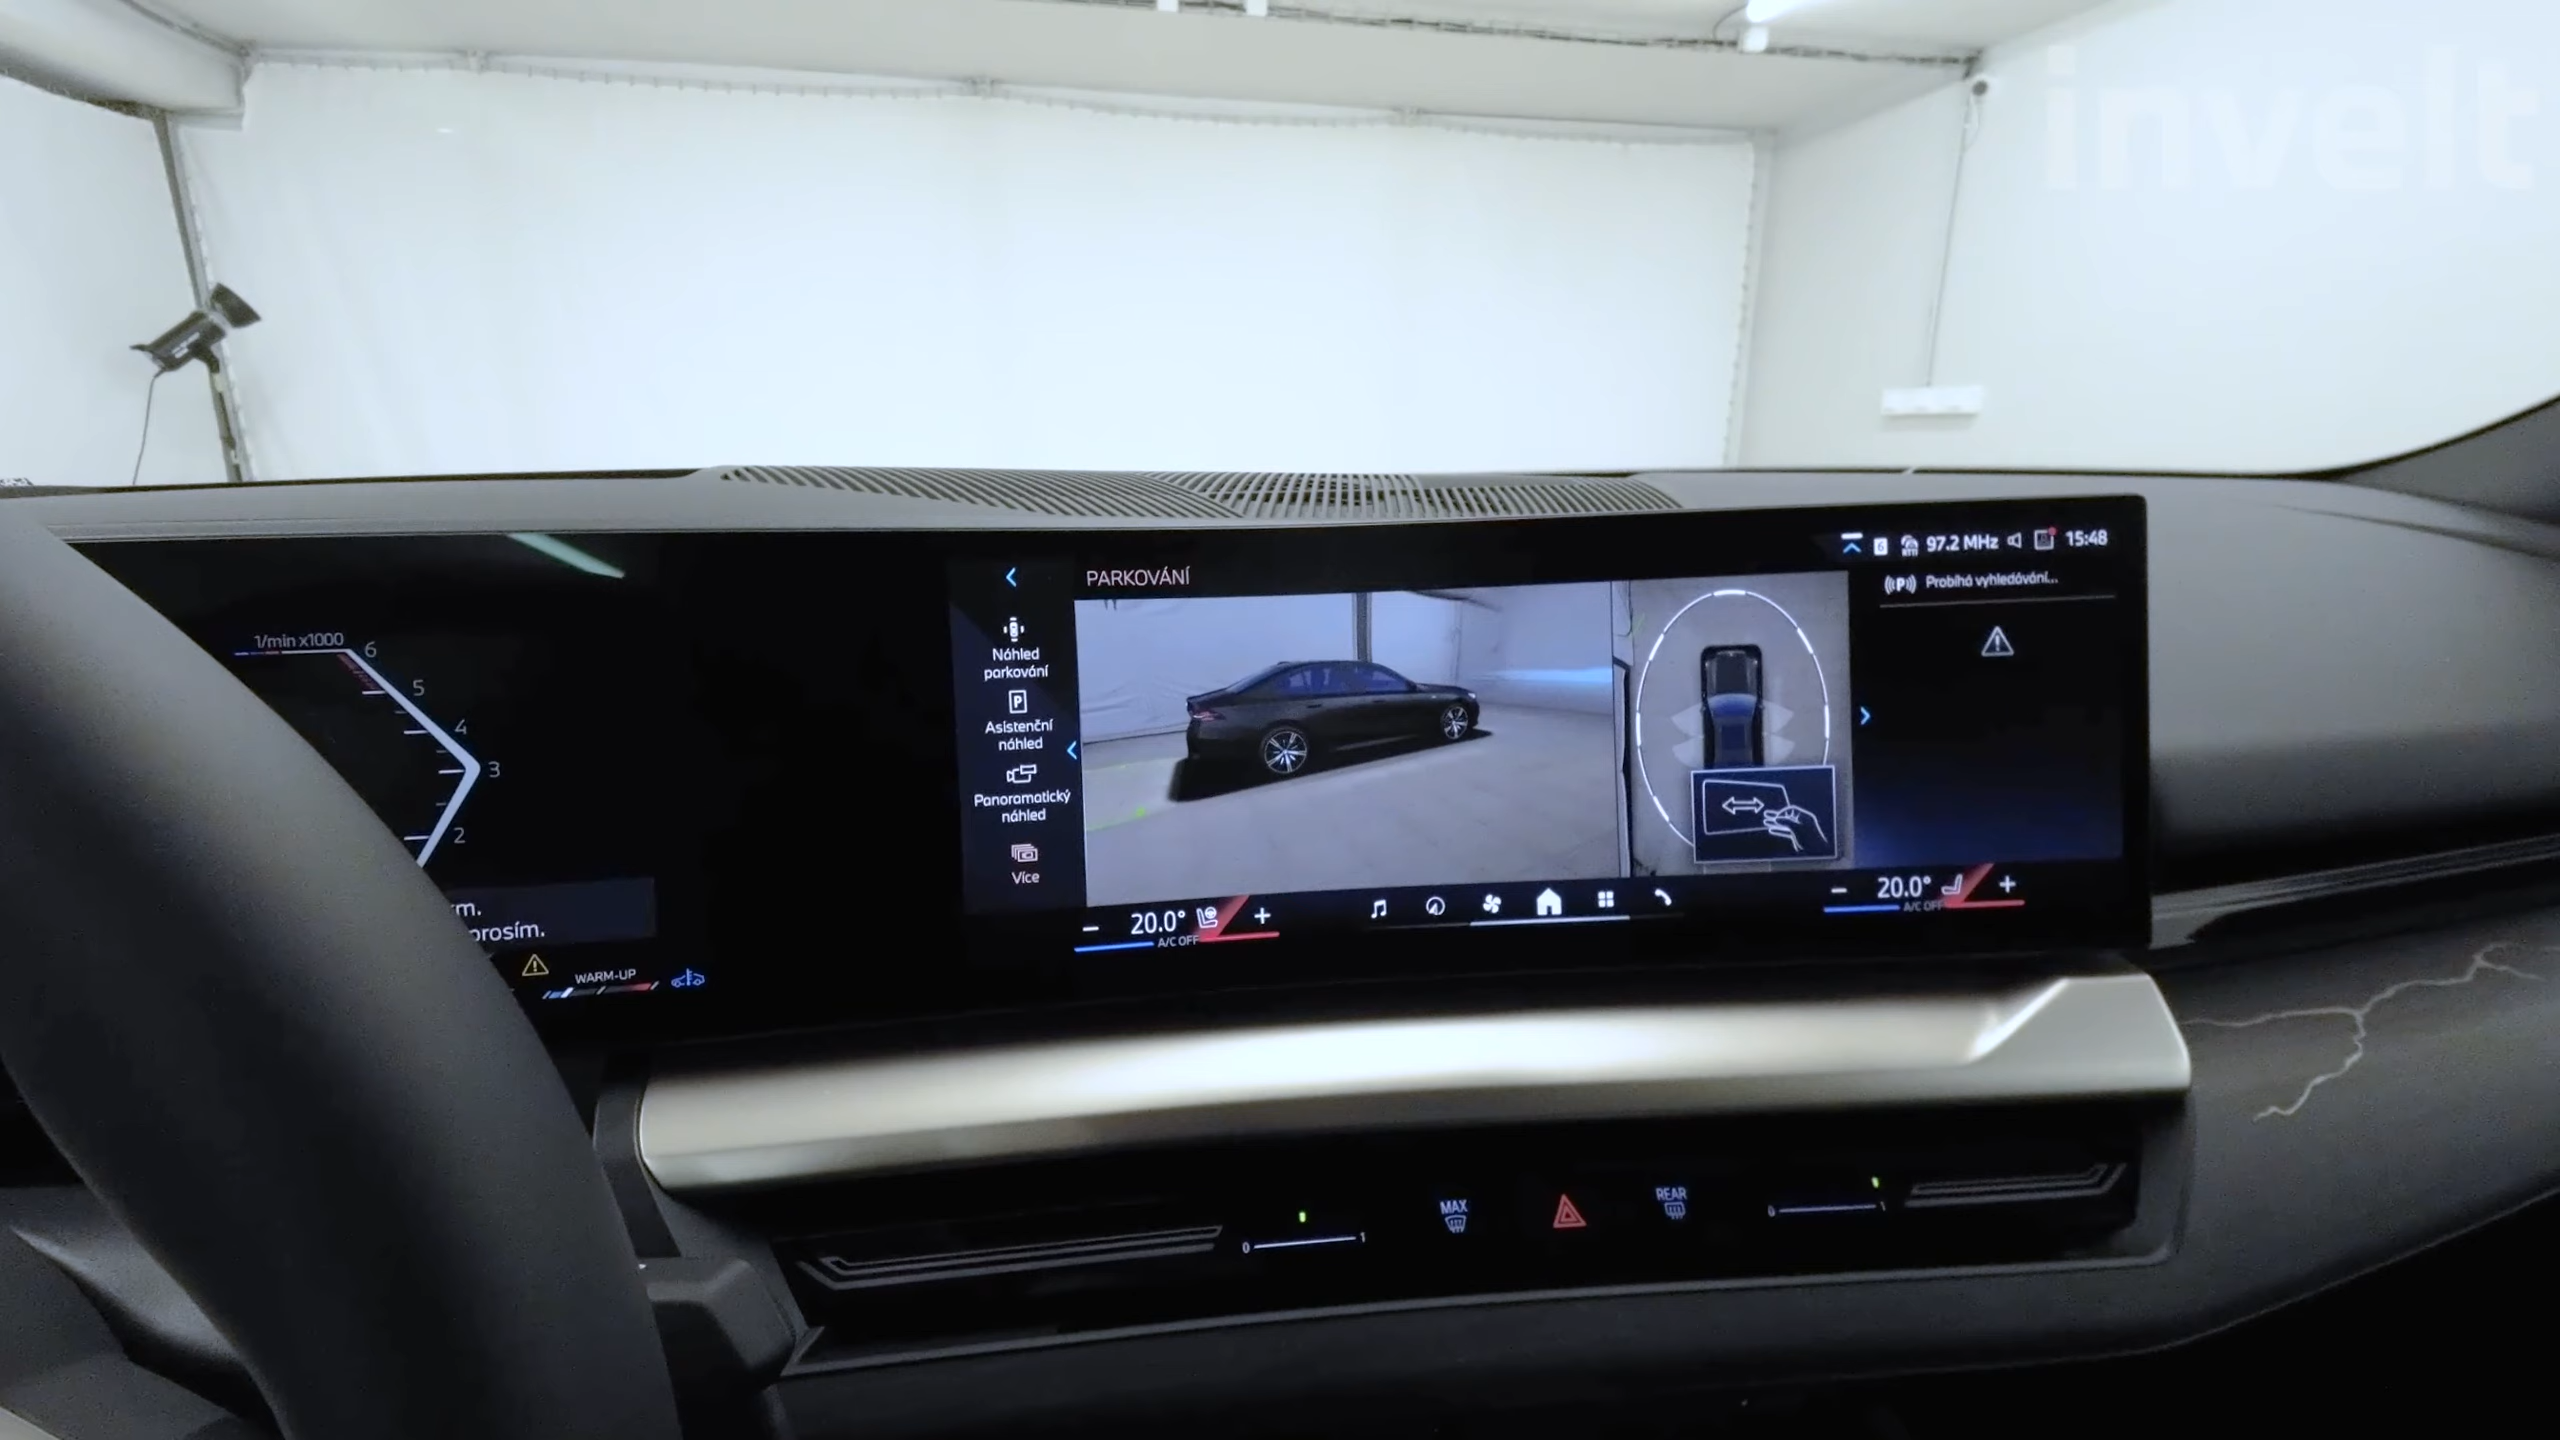 invelt
97.2 MHz 15:48
PARKOVÁNÍ
Probíhá vyhledávání...
Náhled
parkování
P
Asistenční
náhled
Panoramatický
náhled
Více
1/min x1000
6
5
4
3
2
prosím.
WARM-UP
20.0°
A/C OFF
20.0°
A/C OFF
MAX
REAR
0 1
0 1